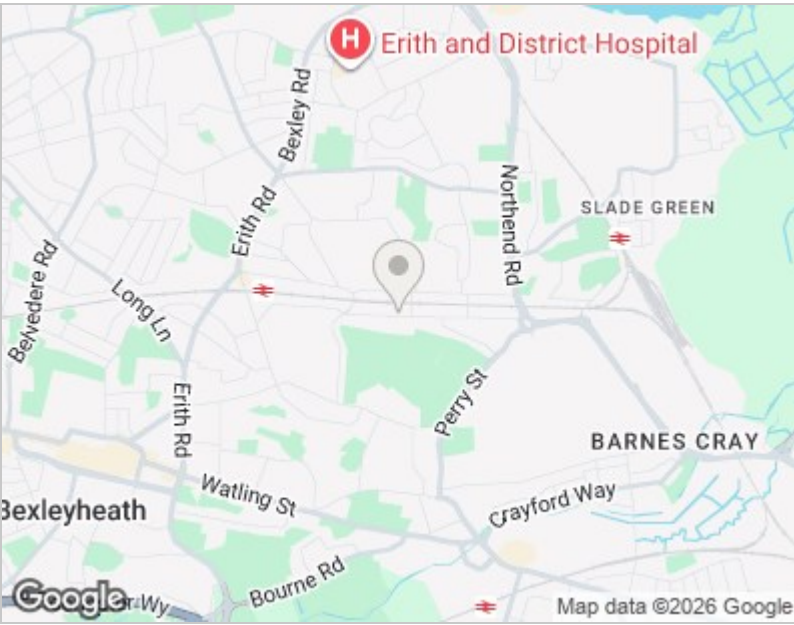 H
Erith and District Hospital
Bexley Rd
Northend Rd
SLADE GREEN
Erith Rd
Belvedere Rd
Long Ln
Erith Rd
Perry St
BARNES CRAY
Watling St
Crayford Way
Bexleyheath
Bourne Rd
Google
Wy
Map data ©2026 Google